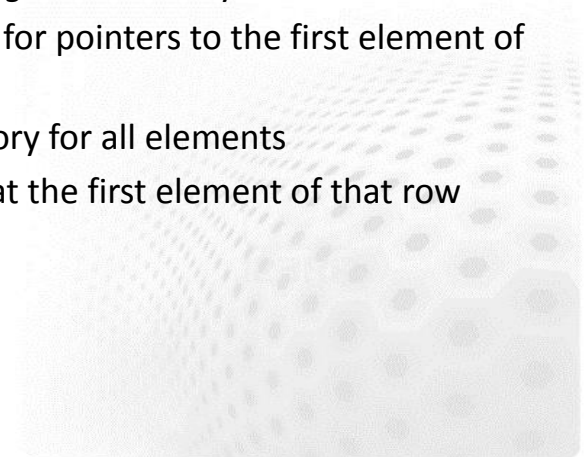 for pointers to the first element of
ory for all elements
at the first element of that row